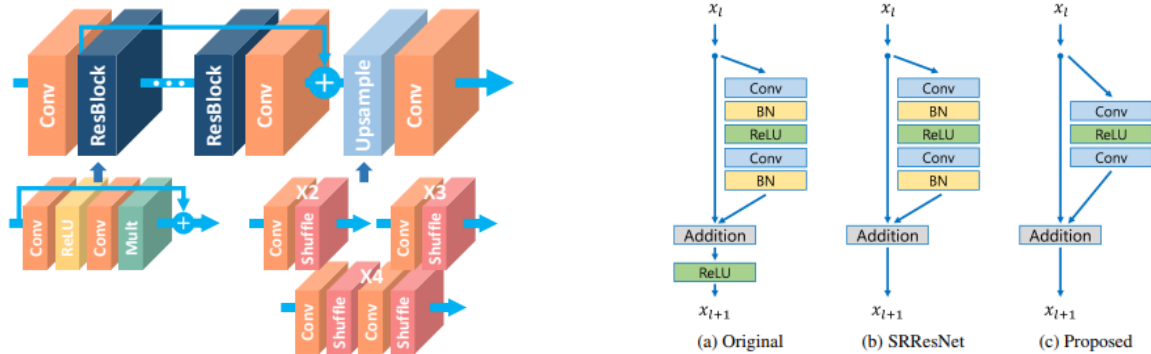 Conv
ResBlock
ResBlock
Conv
+
Upsample
Conv
Conv
ReLU
Conv
Mult
+
X2
Conv
Shuffle
X3
Conv
Shuffle
X4
Conv
Shuffle
Conv
Shuffle
x_l
Conv
BN
ReLU
Conv
BN
Addition
ReLU
x_{l+1}
(a) Original
x_l
Conv
BN
ReLU
Conv
BN
Addition
x_{l+1}
(b) SRResNet
x_l
Conv
ReLU
Conv
Addition
x_{l+1}
(c) Proposed